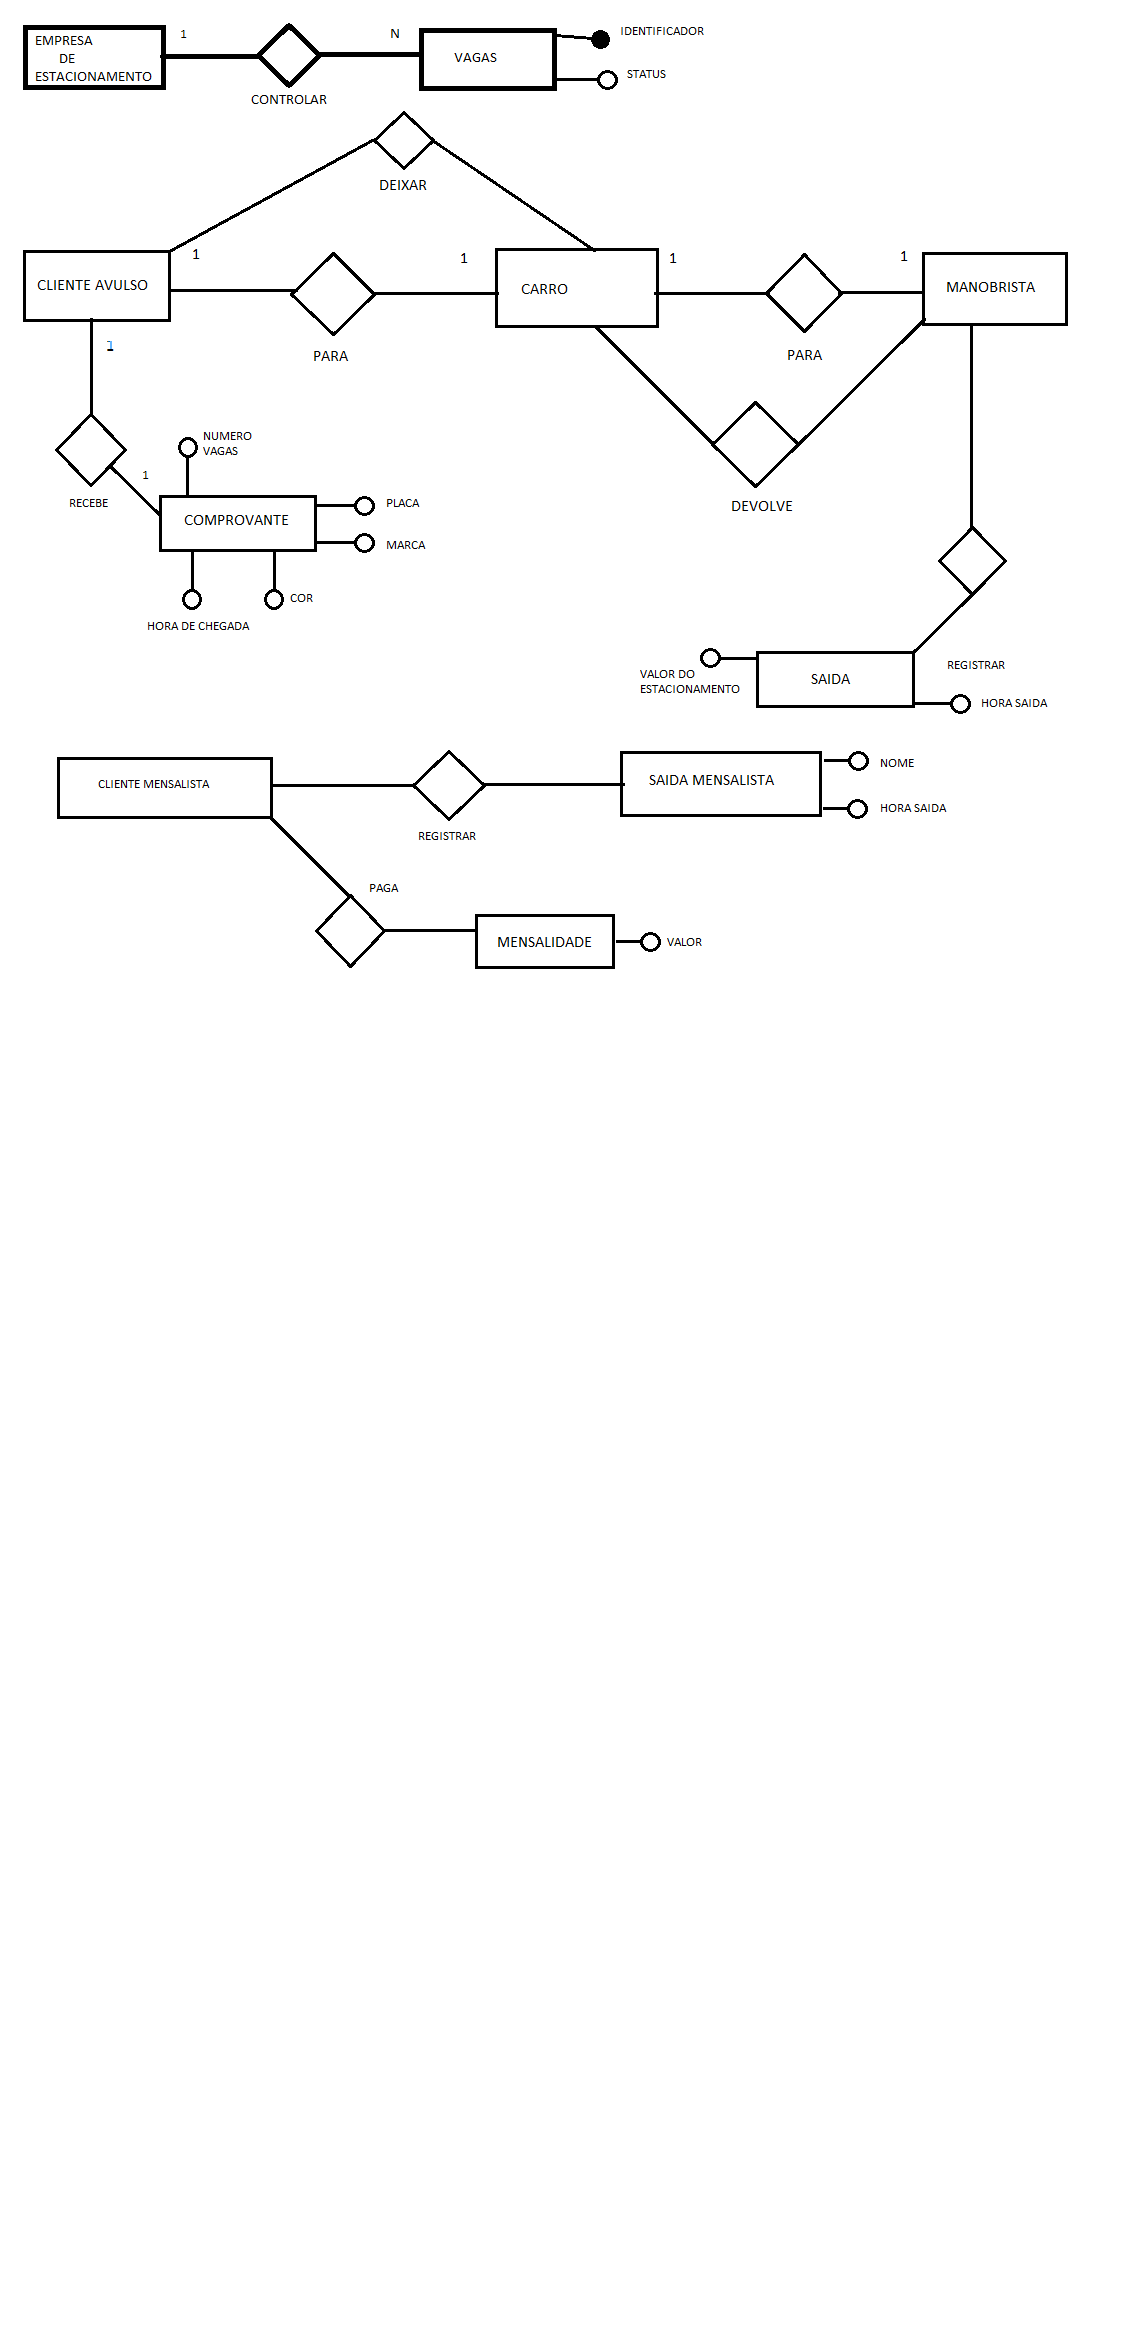 EMPRESA
DE
ESTACIONAMENTO
1
CONTROLAR
N
VAGAS
IDENTIFICADOR
STATUS
DEIXAR
CLIENTE AVULSO
1
PARA
1
CARRO
1
PARA
1
MANOBRISTA
1
RECEBE
1
NUMERO
VAGAS
COMPROVANTE
PLACA
MARCA
HORA DE CHEGADA
COR
DEVOLVE
REGISTRAR
VALOR DO
ESTACIONAMENTO
SAIDA
HORA SAIDA
CLIENTE MENSALISTA
REGISTRAR
SAIDA MENSALISTA
NOME
HORA SAIDA
PAGA
MENSALIDADE
VALOR